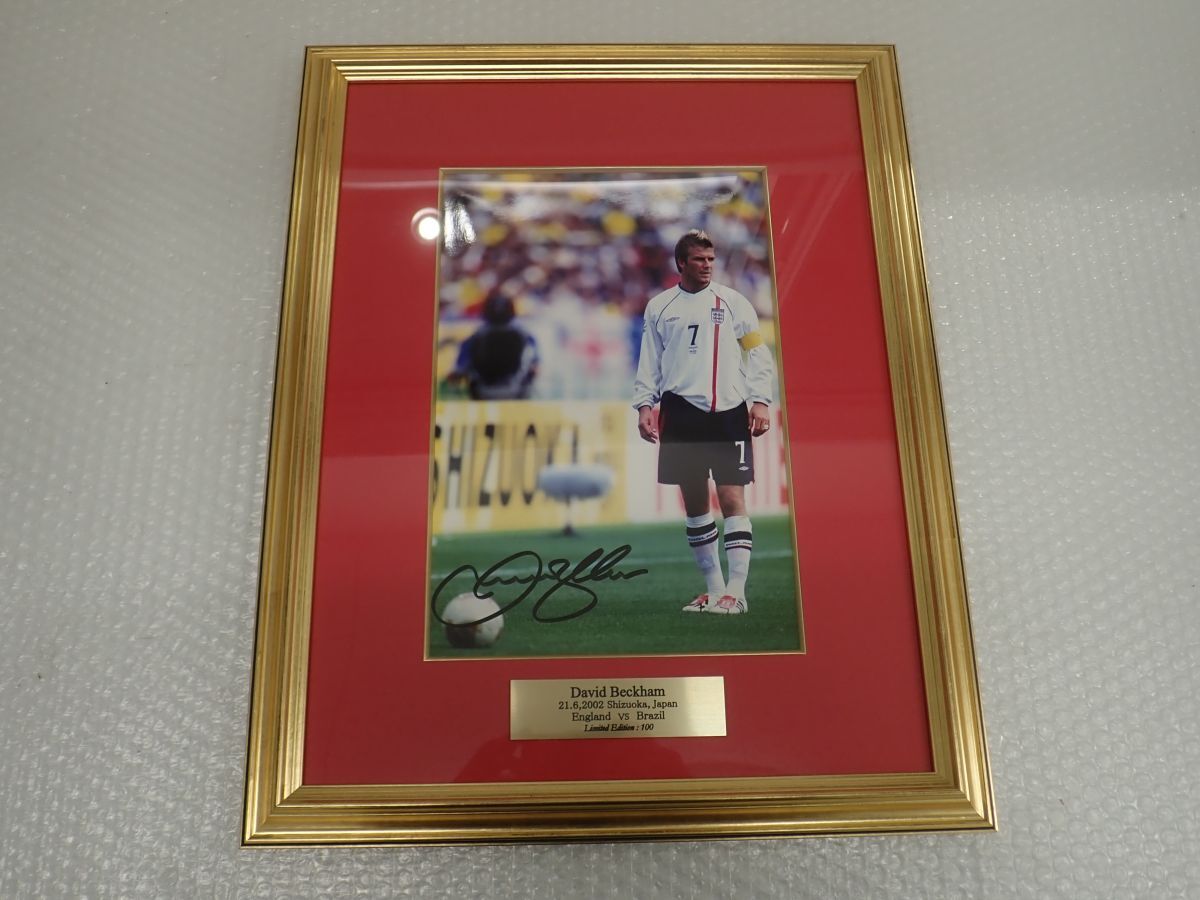 7
7
SHIZUOKA
David Beckham
21.6,2002 Shizuoka, Japan
England VS Brazil
Limited Edition : 100